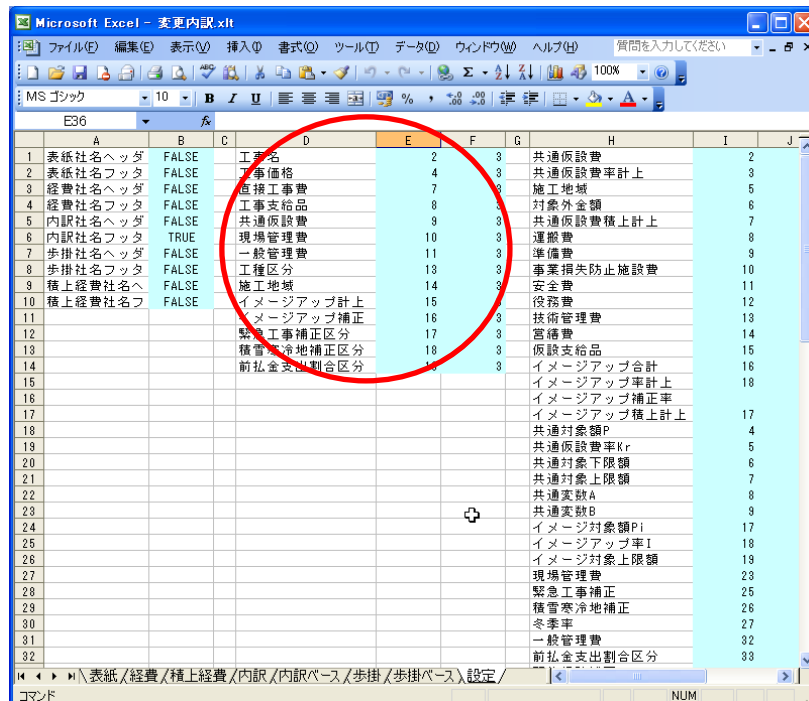 Microsoft Excel - 変更内訳.xlt
ファイル(F) 編集(E) 表示(V) 挿入(I) 書式(O) ツール(T) データ(D) ウィンドウ(W) ヘルプ(H) 質問を入力してください
100%
MS ゴシック 10 B I U
E36 fx
A B C D E F G H I J
1 表紙社名ヘッダ FALSE 工事名 2 3 共通仮設費 2
2 表紙社名フッタ FALSE 工事価格 4 3 共通仮設費率計上 3
3 経費社名ヘッダ FALSE 直接工事費 7 3 施工地域 5
4 経費社名フッタ FALSE 工事支給品 8 3 対象外金額 6
5 内訳社名ヘッダ FALSE 共通仮設費 9 3 共通仮設費積上計上 7
6 内訳社名フッタ TRUE 現場管理費 10 3 運搬費 8
7 歩掛社名ヘッダ FALSE 一般管理費 11 3 準備費 9
8 歩掛社名フッタ FALSE 工種区分 13 3 事業損失防止施設費 10
9 積上経費社名ヘ FALSE 施工地域 14 3 安全費 11
10 積上経費社名フ FALSE イメージアップ計上 15 3 役務費 12
11 イメージアップ補正 16 3 技術管理費 13
12 緊急工事補正区分 17 3 営繕費 14
13 積雪寒冷地補正区分 18 3 仮設支給品 15
14 前払金支出割合区分 3 イメージアップ合計 16
15 イメージアップ率計上 18
16 イメージアップ補正率
17 イメージアップ積上計上 17
18 共通対象額P 4
19 共通仮設費率Kr 5
20 共通対象下限額 6
21 共通対象上限額 7
22 共通変数A 8
23 共通変数B 9
24 イメージ対象額Pi 17
25 イメージアップ率I 18
26 イメージ対象上限額 19
27 現場管理費 23
28 緊急工事補正 25
29 積雪寒冷地補正 26
30 冬季率 27
31 一般管理費 32
32 前払金支出割合区分 33
表紙 / 経費 / 積上経費 / 内訳 / 内訳ベース / 歩掛 / 歩掛ベース \ 設定 /
コマンド NUM